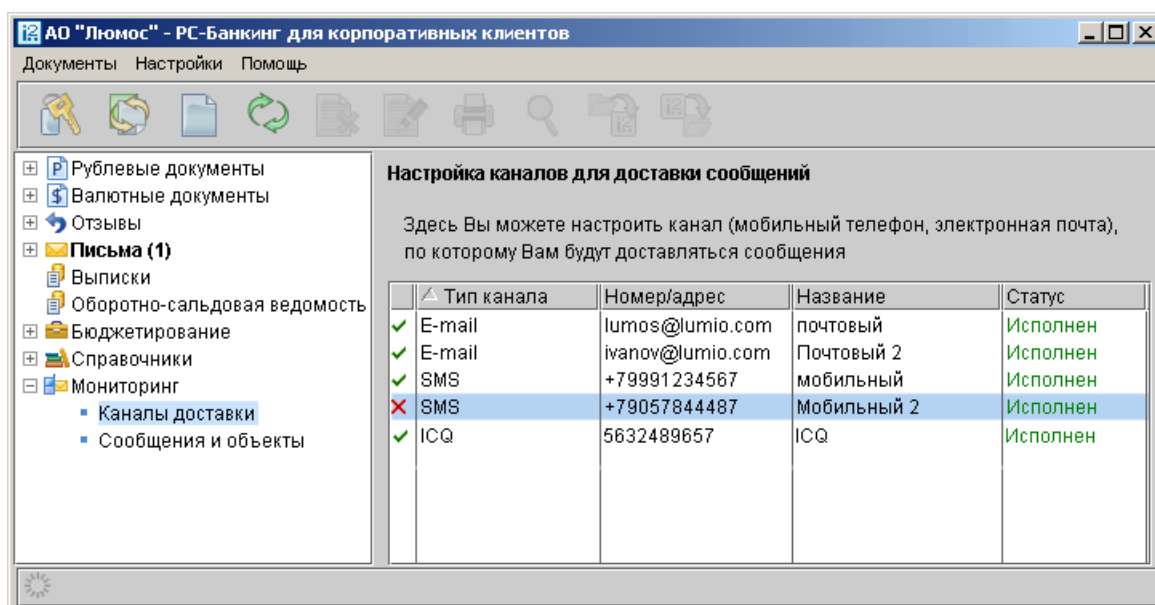 АО "Люмос" - РС-Банкинг для корпоративных клиентов
Документы Настройки Помощь
Рублевые документы
Валютные документы
Отзывы
Письма (1)
Выписки
Оборотно-сальдовая ведомость
Бюджетирование
Справочники
Мониторинг
Каналы доставки
Сообщения и объекты
Настройка каналов для доставки сообщений
Здесь Вы можете настроить канал (мобильный телефон, электронная почта),
по которому Вам будут доставляться сообщения
Тип канала Номер/адрес Название Статус
E-mail lumos@lumio.com почтовый Исполнен
E-mail ivanov@lumio.com Почтовый 2 Исполнен
SMS +79991234567 мобильный Исполнен
SMS +79057844487 Мобильный 2 Исполнен
ICQ 5632489657 ICQ Исполнен